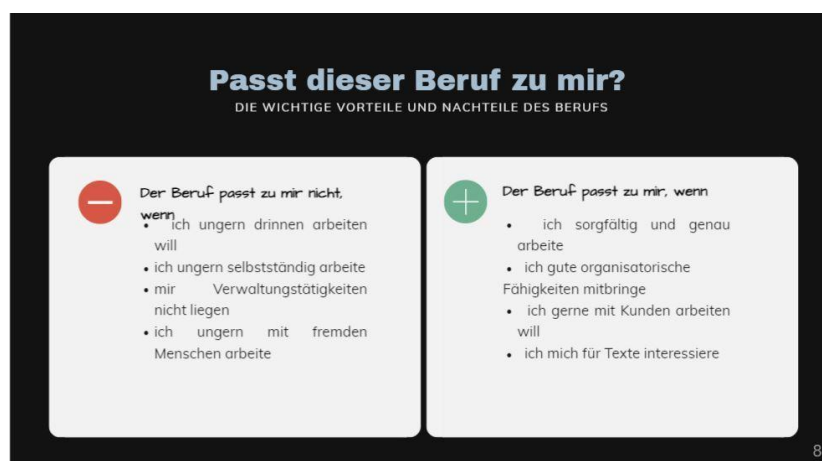 Passt dieser Beruf zu mir?
DIE WICHTIGE VORTEILE UND NACHTEILE DES BERUFS
Der Beruf passt zu mir nicht,
wenn
• ich ungern drinnen arbeiten
will
• ich ungern selbstständig arbeite
• mir Verwaltungstätigkeiten
nicht liegen
• ich ungern mit fremden
Menschen arbeite
Der Beruf passt zu mir, wenn
• ich sorgfältig und genau
arbeite
• ich gute organisatorische
Fähigkeiten mitbringe
• ich gerne mit Kunden arbeiten
will
• ich mich für Texte interessiere
8